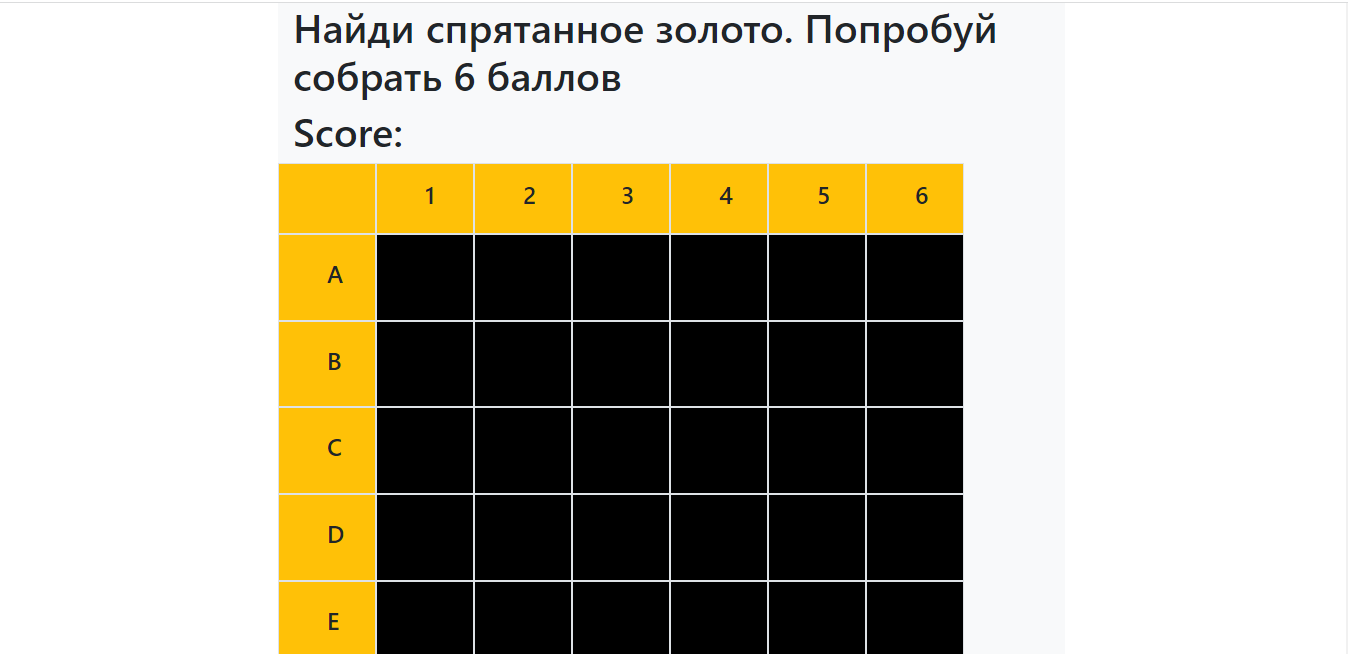 Найди спрятанное золото. Попробуй
собрать 6 баллов
Score:
1 2 3 4 5 6
A
B
C
D
E